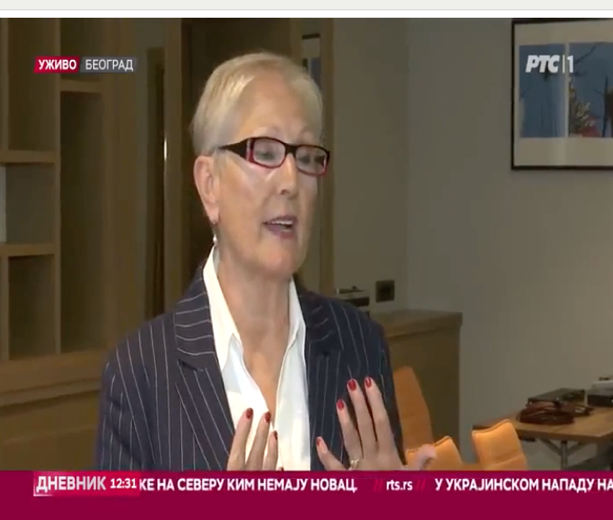 УЖИВО БЕОГРАД
РТС 1
ДНЕВНИК 12:31 КЕ НА СЕВЕРУ КИМ НЕМАЈУ НОВАЦ. // rts.rs // У УКРАЈИНСКОМ НАПАДУ НА